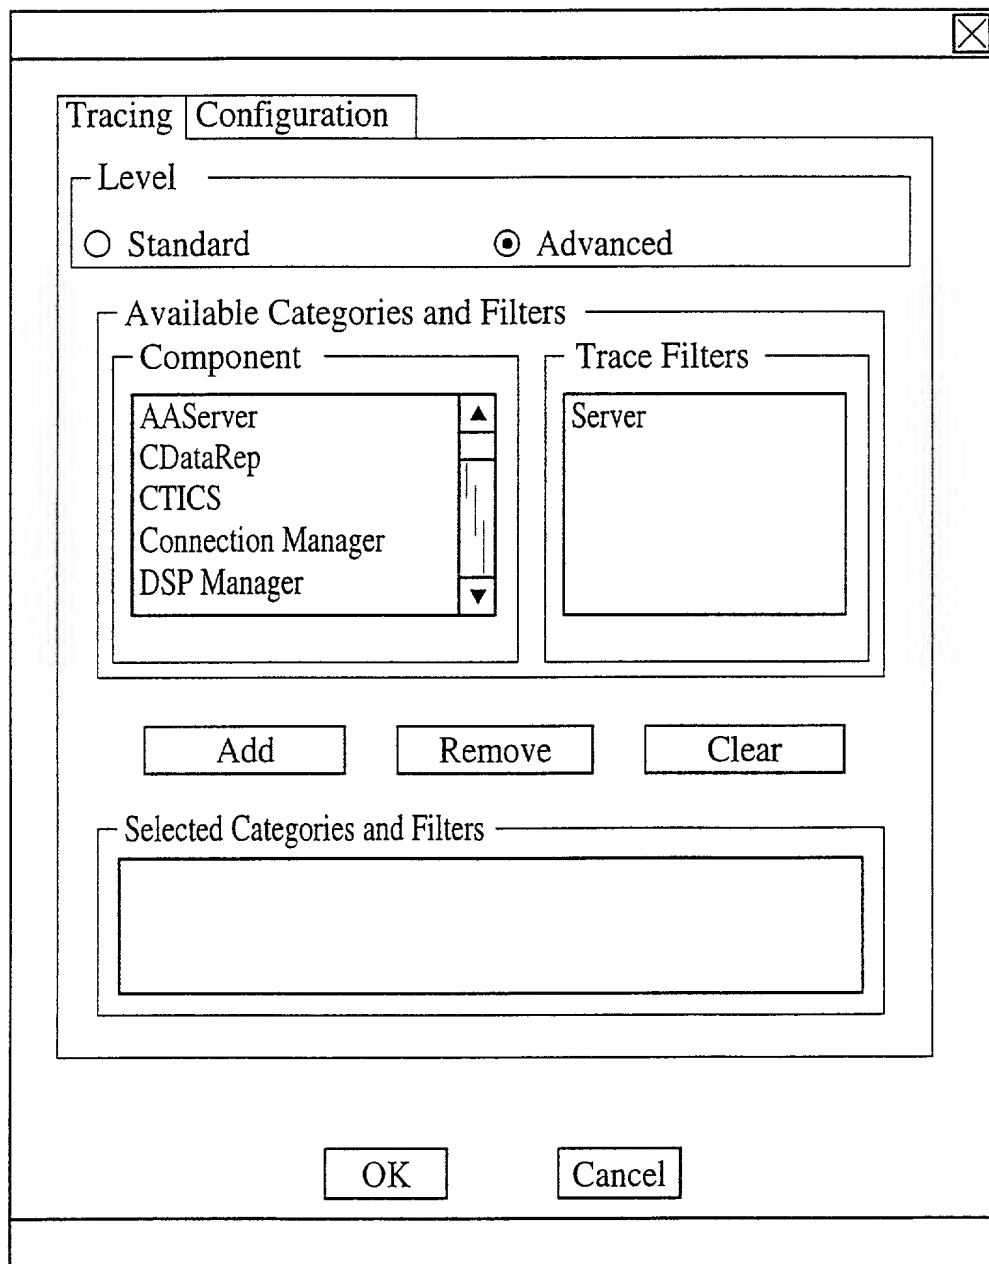 Tracing Configuration
Level
Standard Advanced
Available Categories and Filters
Component Trace Filters
AAServer Server
CDataRep
CTICS
Connection Manager
DSP Manager
Add Remove Clear
Selected Categories and Filters
OK Cancel